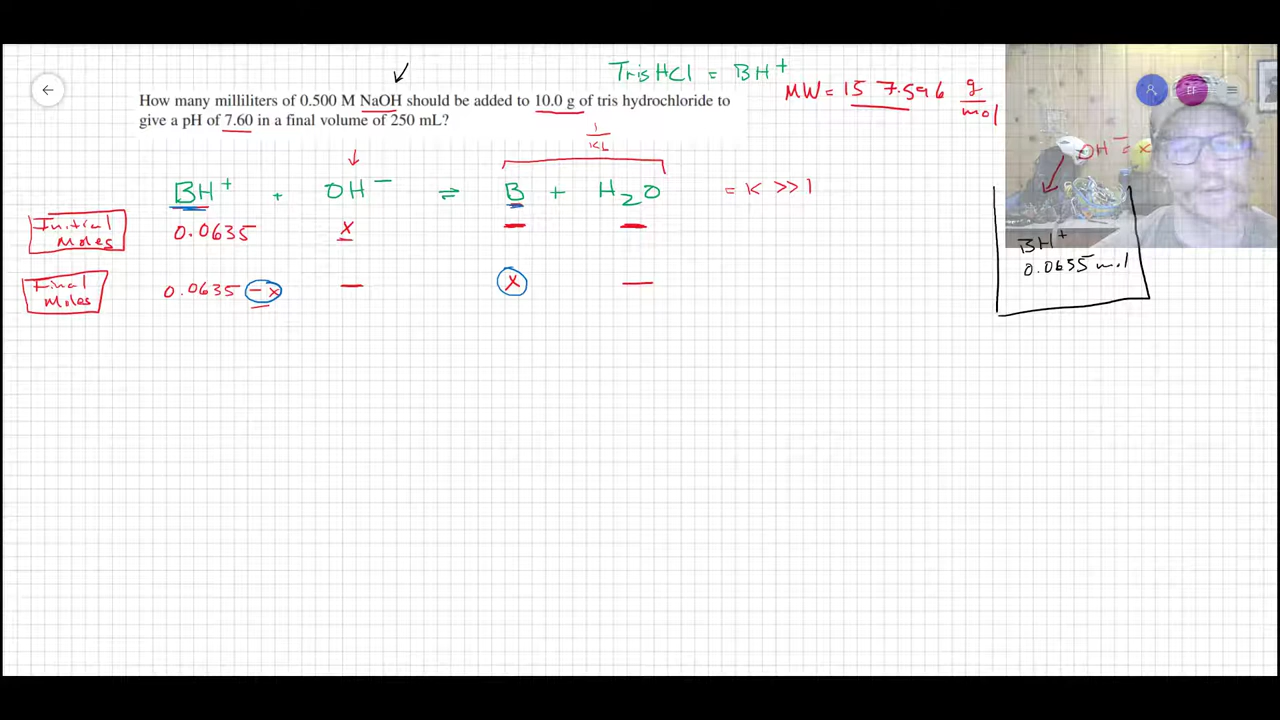 TrisHCl = BH+
MW = 157.596 g/mol
How many milliliters of 0.500 M NaOH should be added to 10.0 g of tris hydrochloride to
give a pH of 7.60 in a final volume of 250 mL?
BH+ + OH− ⇌ B + H2O = K >> 1
Initial Moles
0.0635 x − −
Final Moles
0.0635 − x − x −
OH− = x
BH+
0.0635 mol
EF